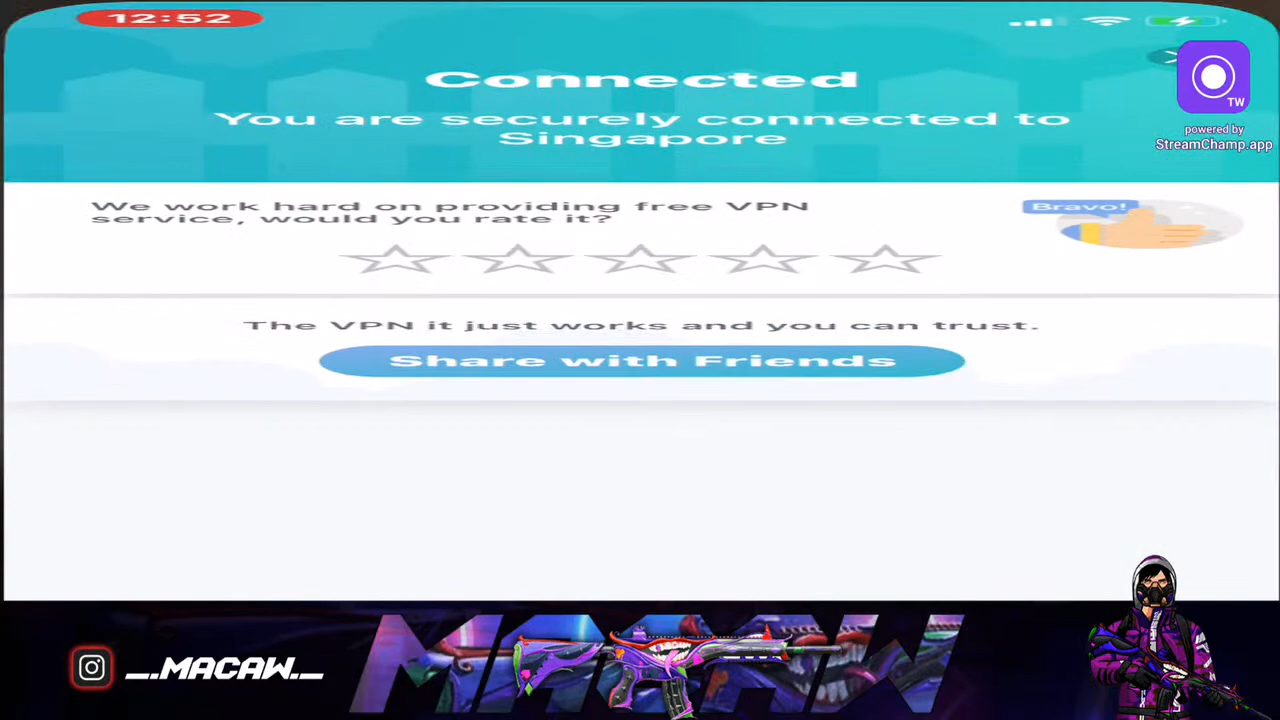 12:52
Connected
You are securely connected to
Singapore
TW
powered by
StreamChamp.app
We work hard on providing free VPN
service, would you rate it?
Bravo!
The VPN it just works and you can trust.
Share with Friends
_.MACAW._
MACAW